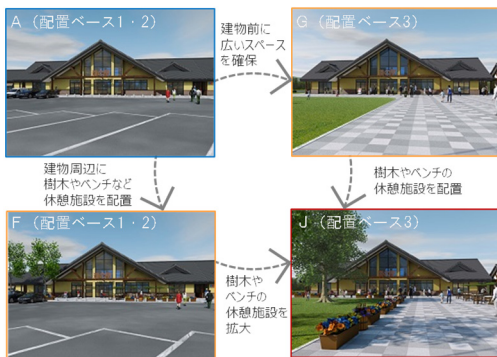 A（配置ベース1・2）
建物前に
広いスペース
を確保
G（配置ベース3）
建物周辺に
樹木やベンチなど
休憩施設を配置
樹木やベンチの
休憩施設を配置
F（配置ベース1・2）
樹木や
ベンチの
休憩施設を
拡大
J（配置ベース3）